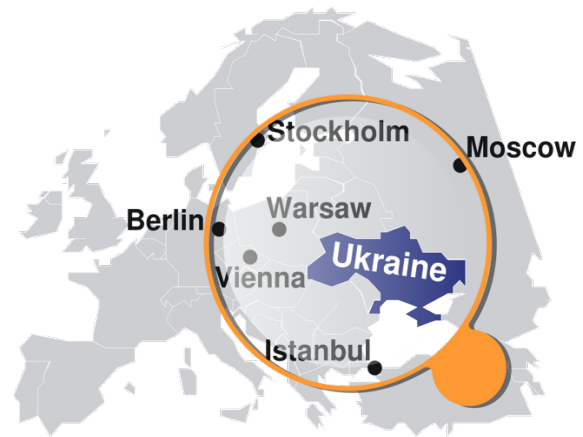 Stockholm
Moscow
Warsaw
Berlin
Ukraine
Vienna
Istanbul